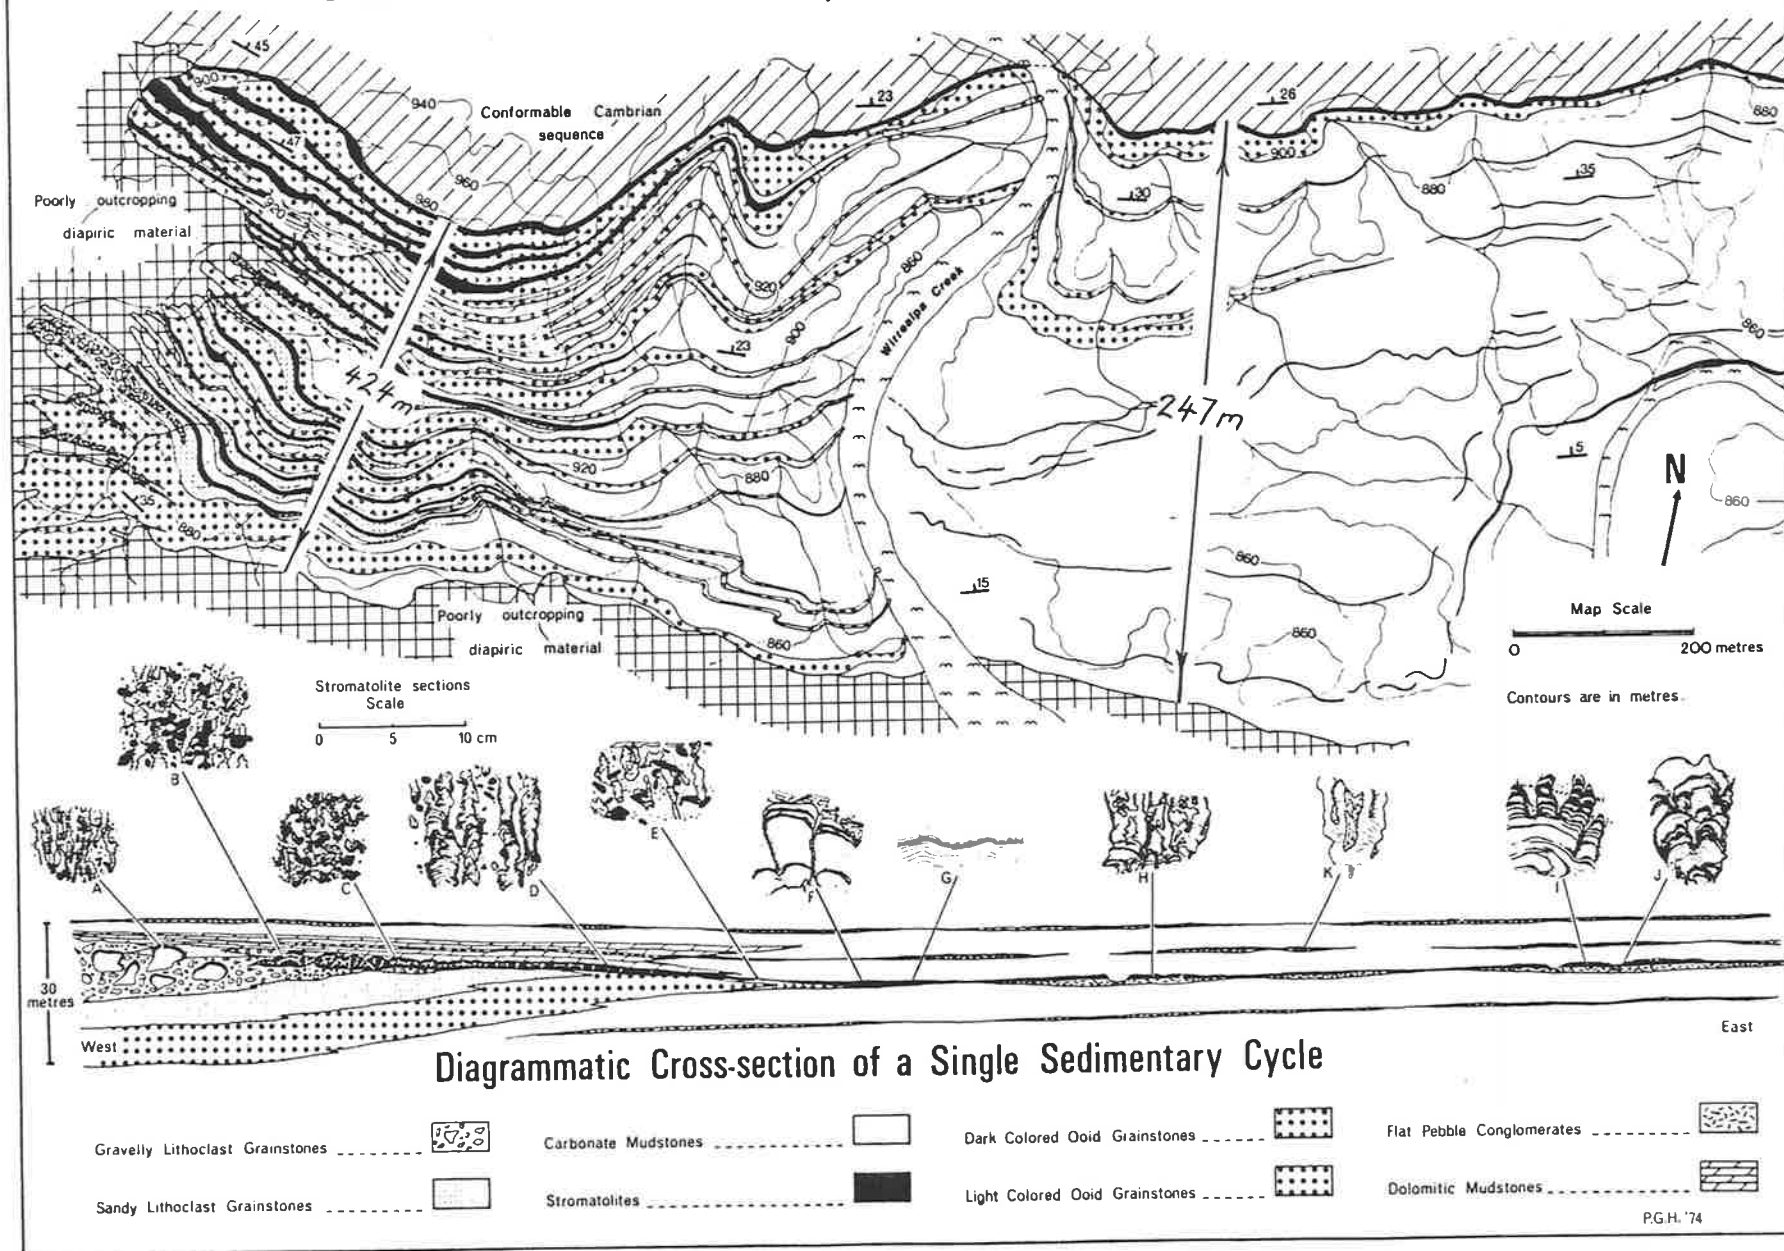 45
900
47
940
Conformable Cambrian
sequence
23
26
880
960
900
980
30
880
35
Poorly outcropping
diapiric material
920
860
920
Wirrealpa Creek
900
23
860
424m
247m
920
880
5
N
860
35
880
860
15
860
Map Scale
0 200 metres
Contours are in metres.
Poorly outcropping
diapiric material
860
Stromatolite sections
Scale
0 5 10 cm
A
B
C
D
E
F
G
H
K
I
J
30
metres
West
East
Diagrammatic Cross-section of a Single Sedimentary Cycle
Gravelly Lithoclast Grainstones
Carbonate Mudstones
Dark Colored Ooid Grainstones
Flat Pebble Conglomerates
Sandy Lithoclast Grainstones
Stromatolites
Light Colored Ooid Grainstones
Dolomitic Mudstones
P.G.H. '74